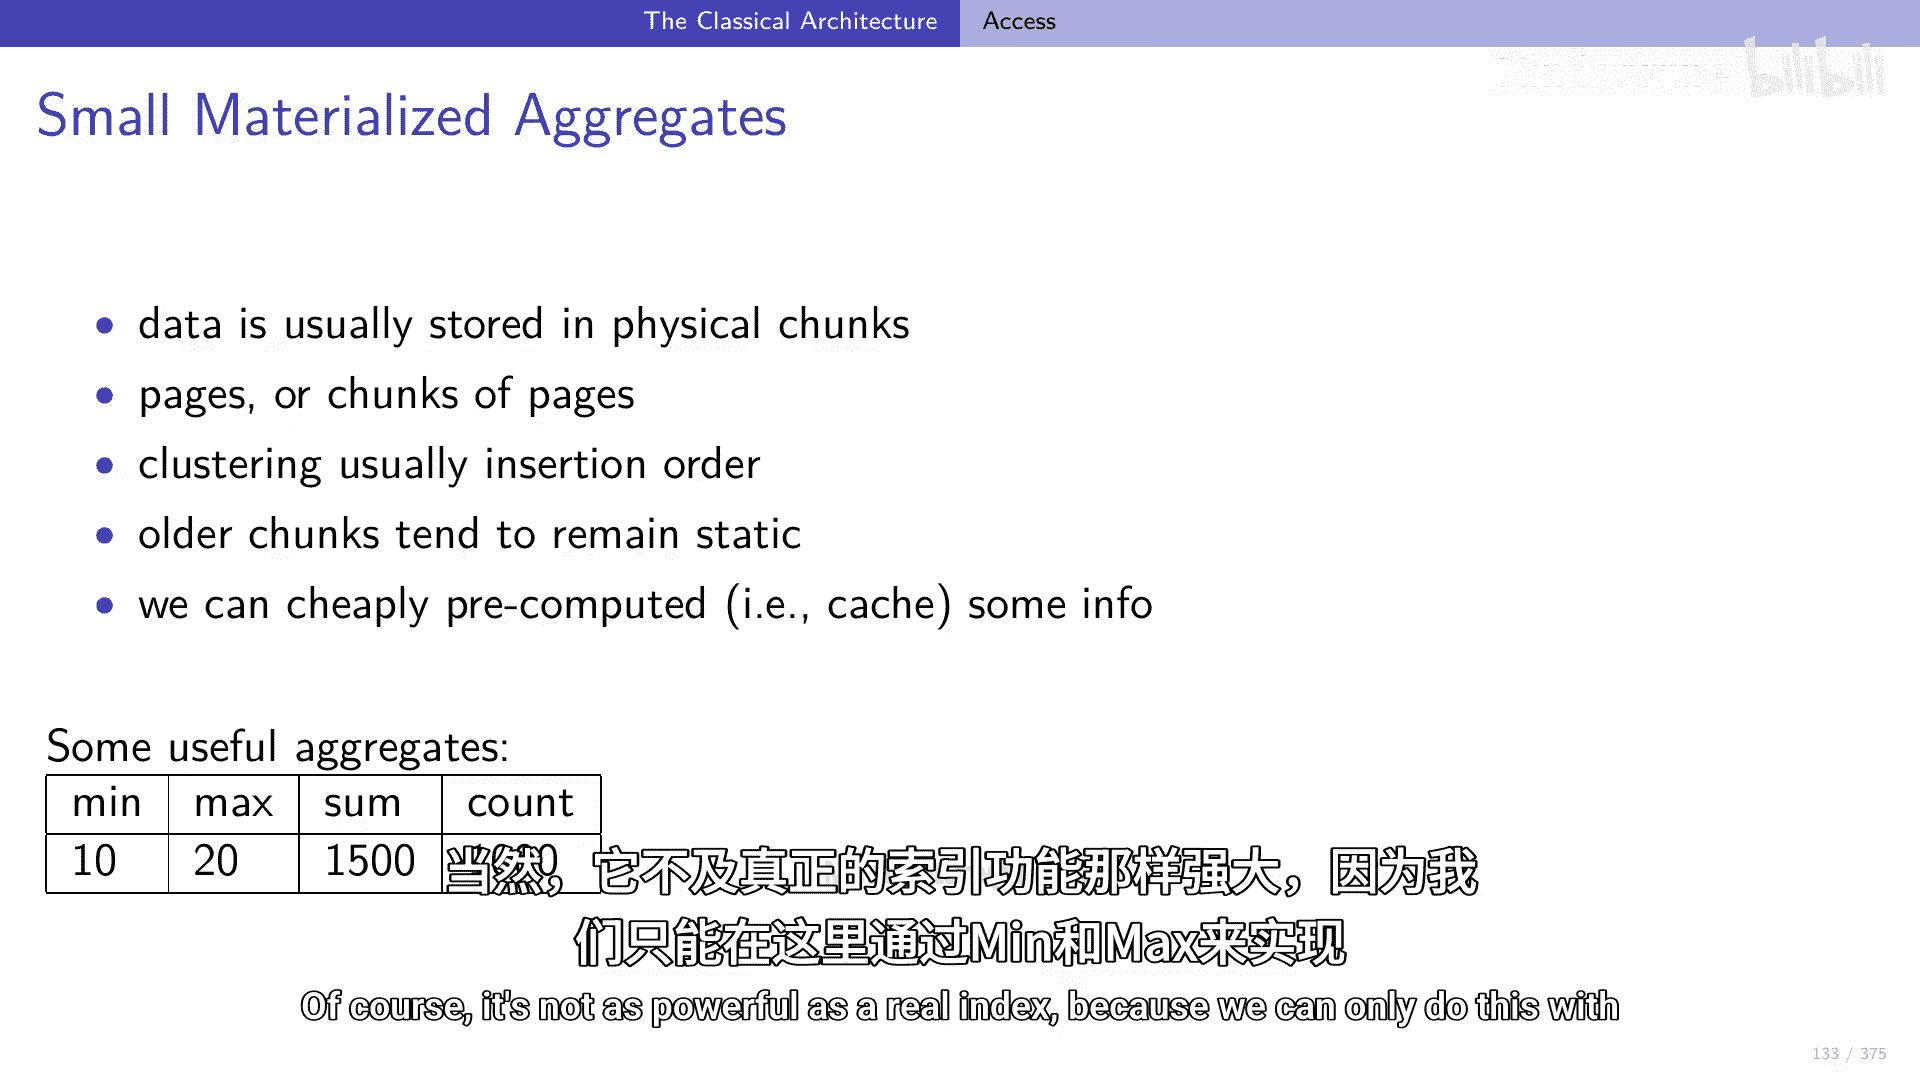 The Classical Architecture
Access
bilibili
Small Materialized Aggregates
data is usually stored in physical chunks
pages, or chunks of pages
clustering usually insertion order
older chunks tend to remain static
we can cheaply pre-computed (i.e., cache) some info
Some useful aggregates:
min max sum count
10 20 1500
当然，它不及真正的索引功能那样强大，因为我
们只能在这里通过Min和Max来实现
Of course, it's not as powerful as a real index, because we can only do this with
133 / 375